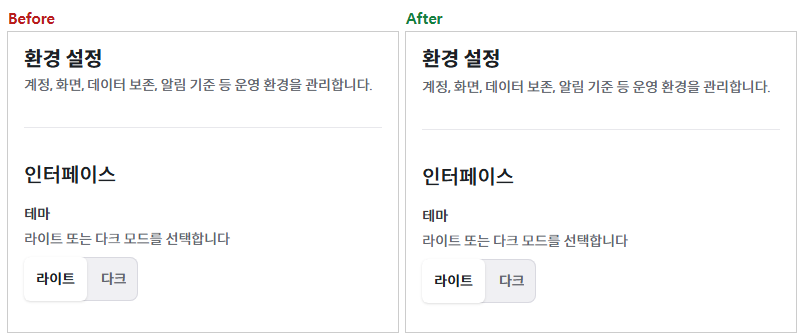 Before
환경 설정
계정, 화면, 데이터 보존, 알림 기준 등 운영 환경을 관리합니다.
인터페이스
테마
라이트 또는 다크 모드를 선택합니다
라이트 다크
After
환경 설정
계정, 화면, 데이터 보존, 알림 기준 등 운영 환경을 관리합니다.
인터페이스
테마
라이트 또는 다크 모드를 선택합니다
라이트 다크